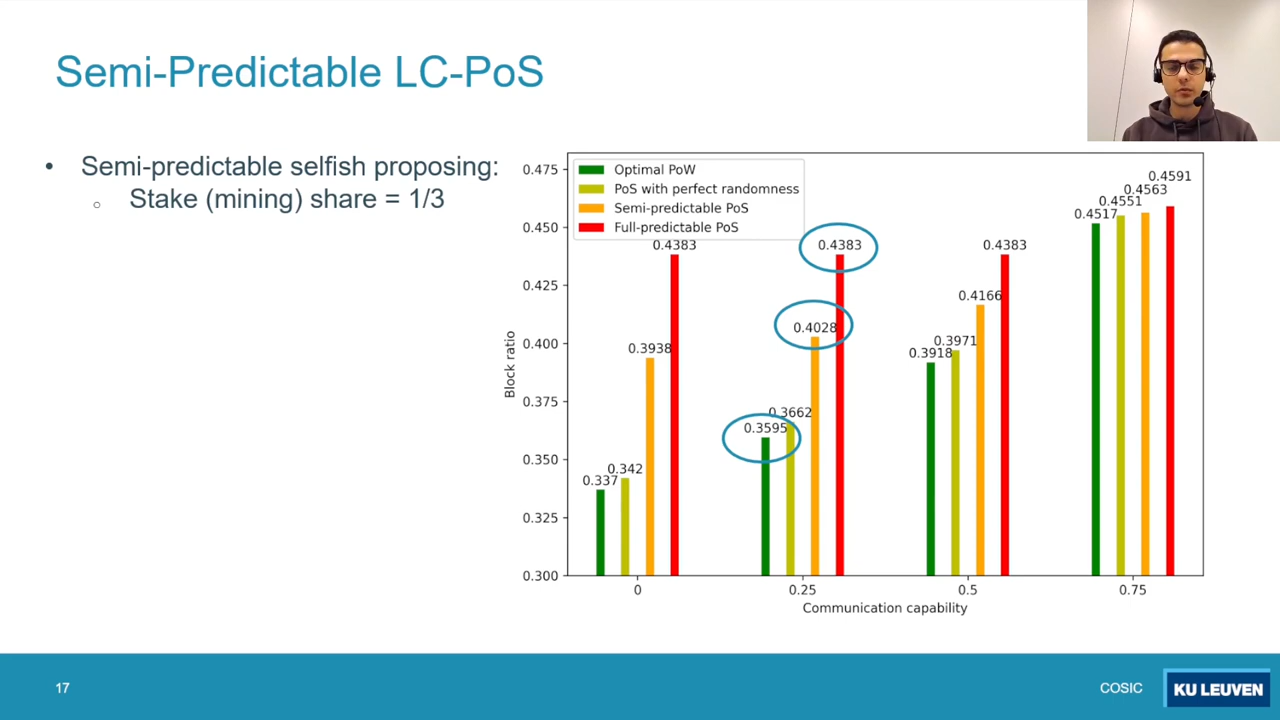 Semi-Predictable LC-PoS
• Semi-predictable selfish proposing:
○ Stake (mining) share = 1/3
Optimal PoW
PoS with perfect randomness
Semi-predictable PoS
Full-predictable PoS
Block ratio
0.475
0.450
0.425
0.400
0.375
0.350
0.325
0.300
0.337
0.342
0.3938
0.4383
0.3595
0.3662
0.4028
0.4383
0.3918
0.3971
0.4166
0.4383
0.4517
0.4551
0.4563
0.4591
0
0.25
0.5
0.75
Communication capability
17
COSIC
KU LEUVEN